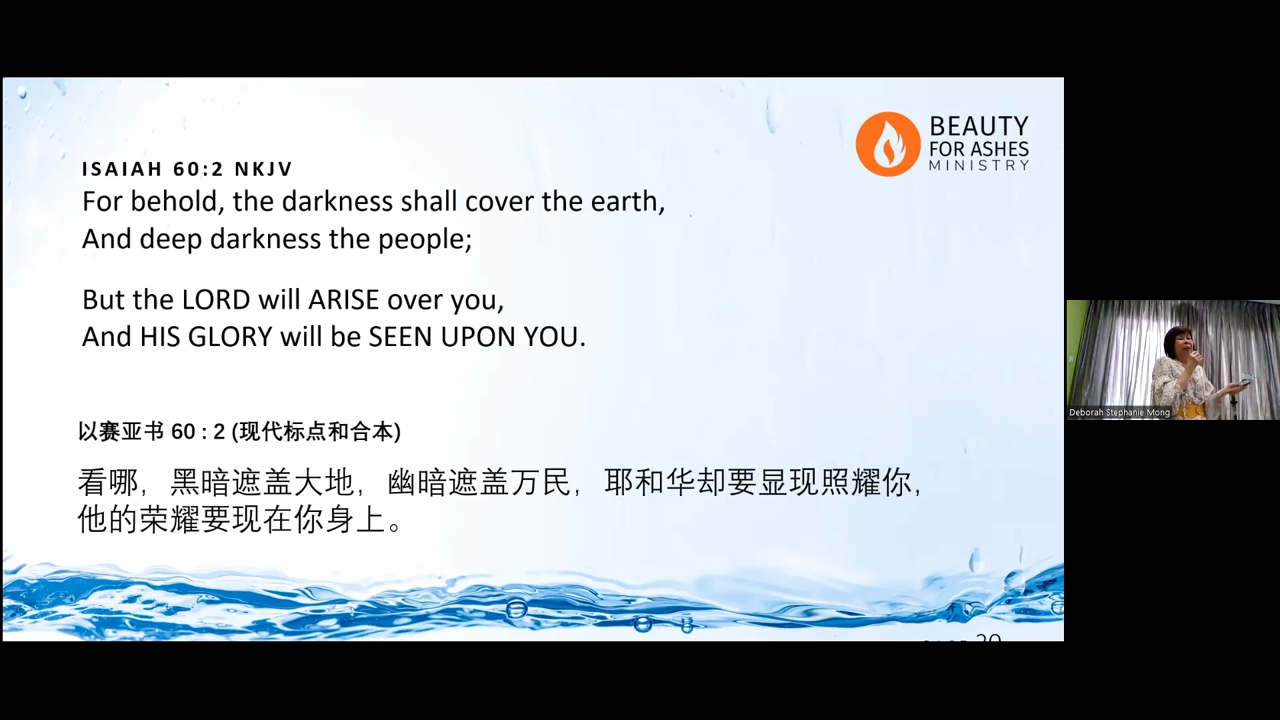 BEAUTY
FOR ASHES
MINISTRY
ISAIAH 60:2 NKJV
For behold, the darkness shall cover the earth,
And deep darkness the people;
But the LORD will ARISE over you,
And HIS GLORY will be SEEN UPON YOU.
以赛亚书 60 : 2 (现代标点和合本)
看哪，黑暗遮盖大地，幽暗遮盖万民，耶和华却要显现照耀你，
他的荣耀要现在你身上。
Deborah Stephanie Mong